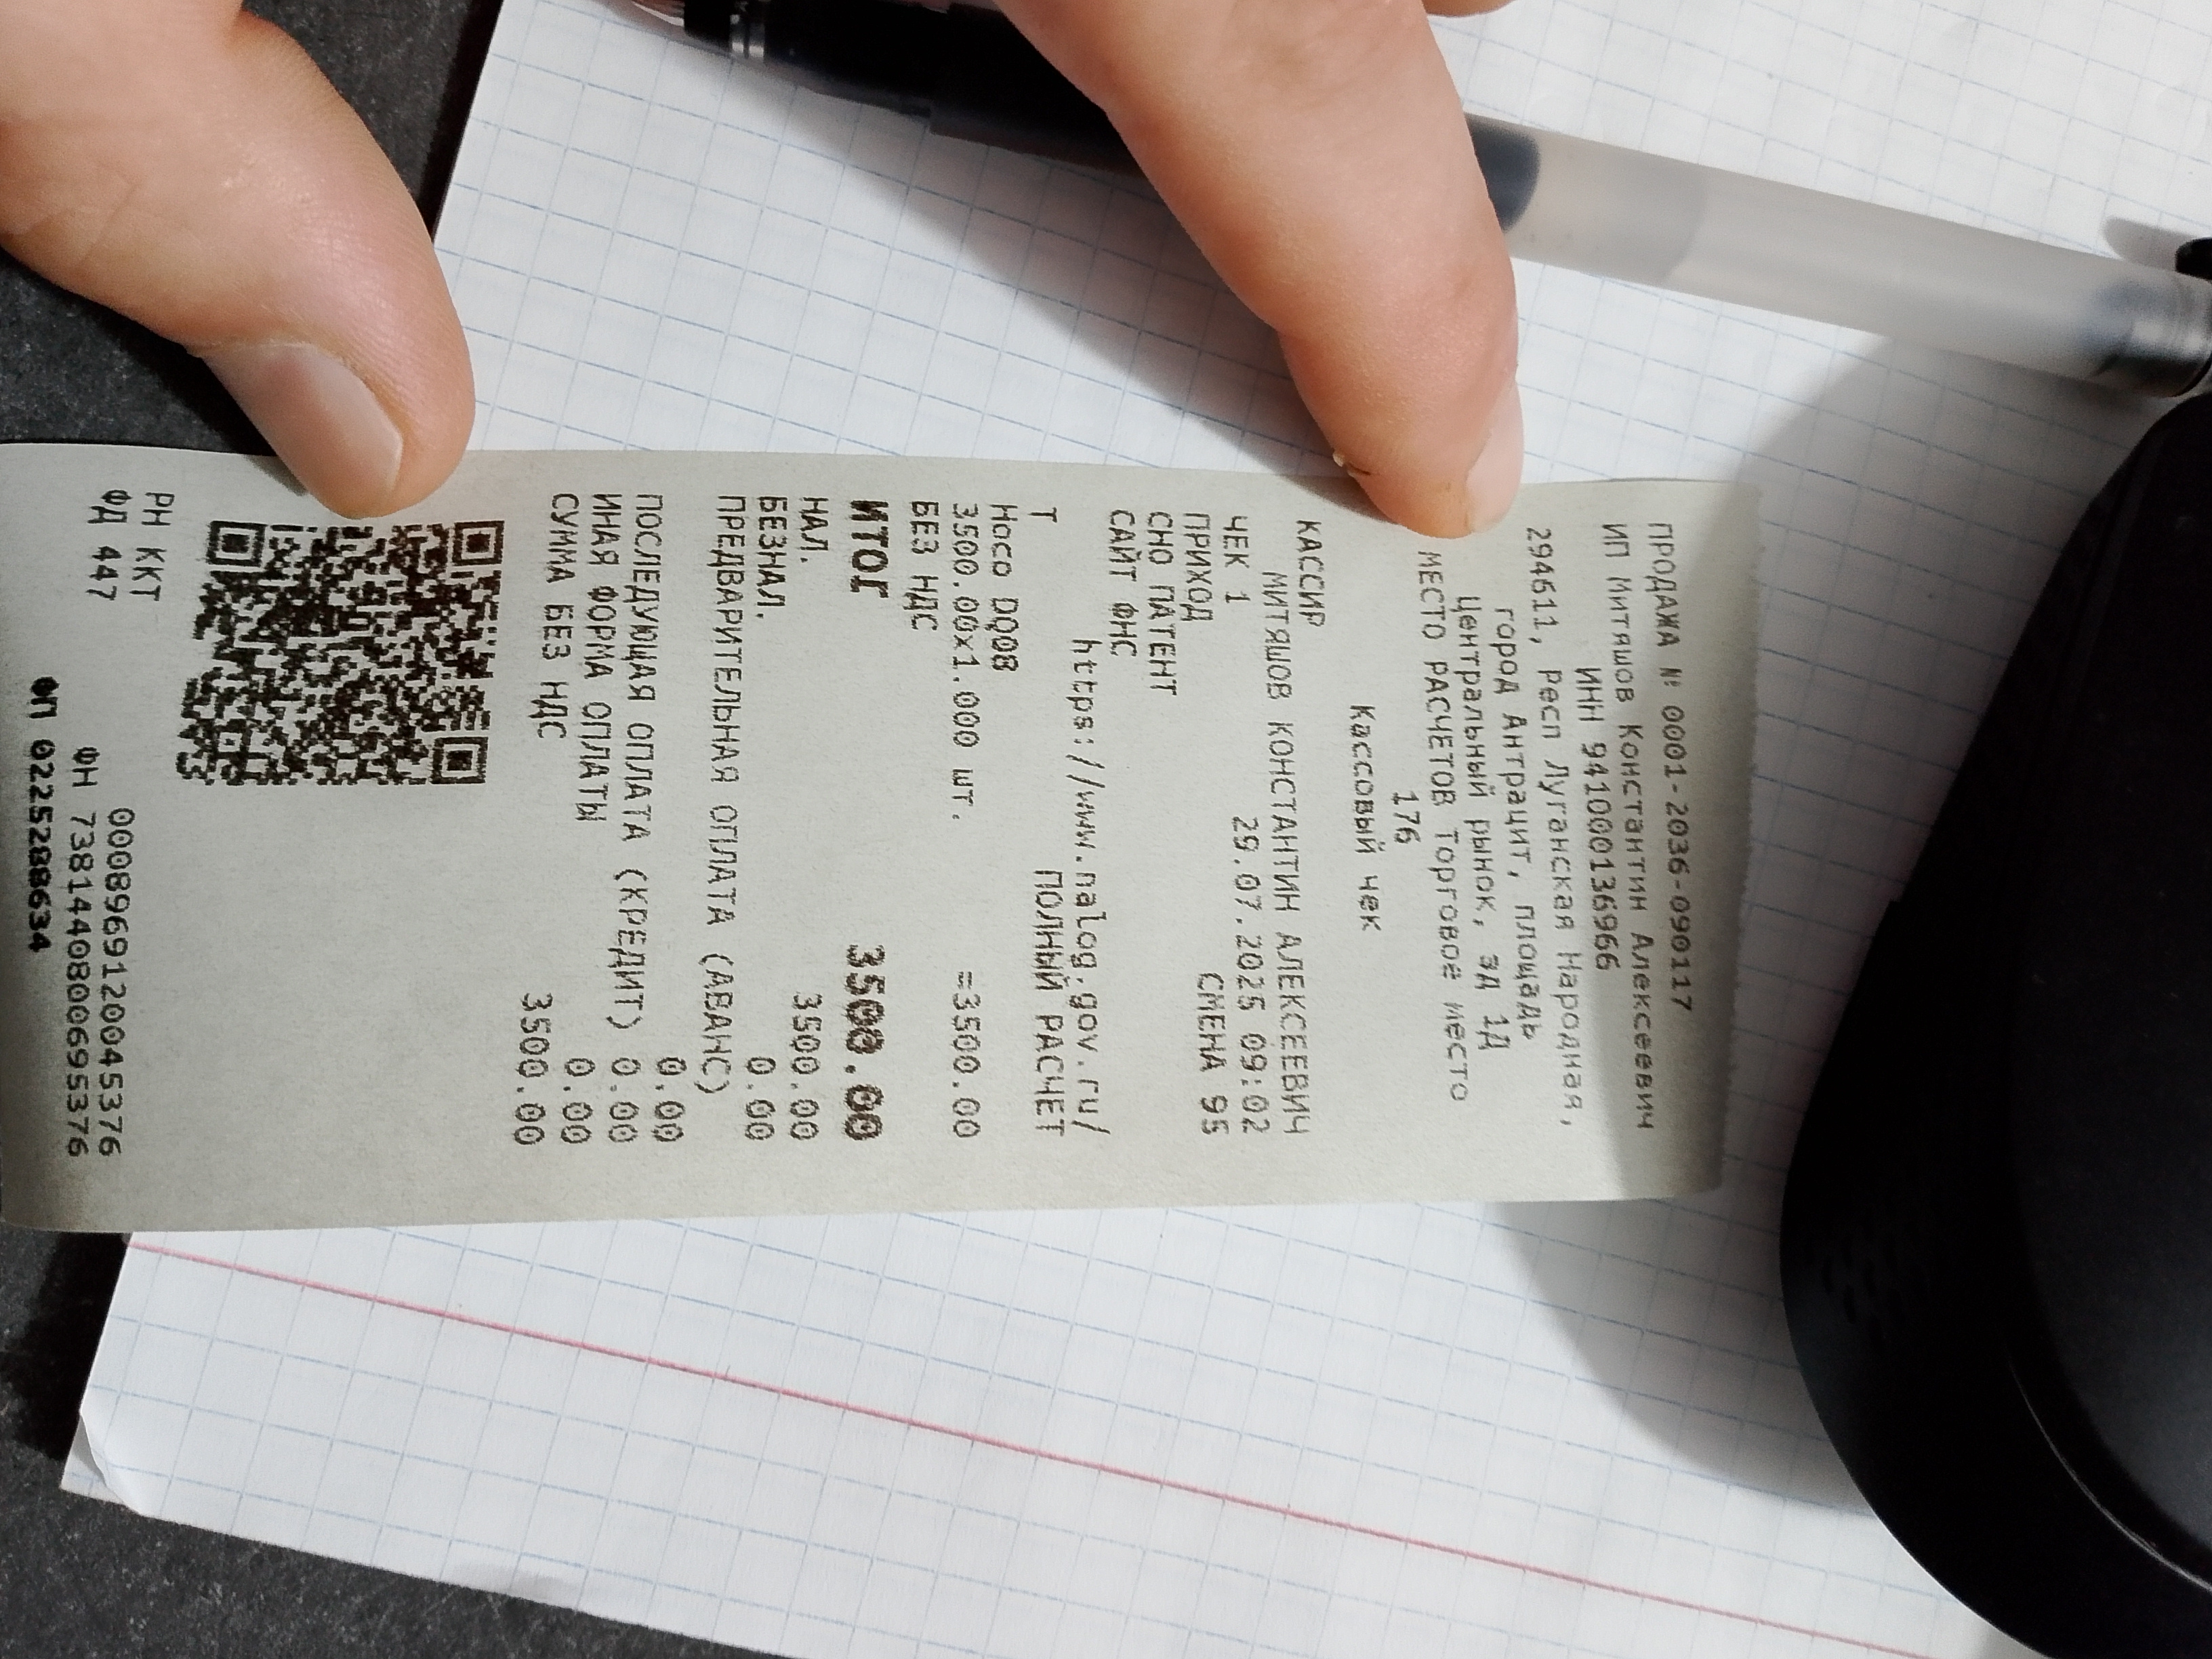 ПРОДАЖА № 0001-2036-090117
ИП Митяшов Константин Алексеевич
ИНН 941000136966
294611, респ Луганская Народная,
город Антрацит, площадь
Центральный рынок, зд 1Д
МЕСТО РАСЧЕТОВ Торговое место
176
Кассовый чек
КАССИР
МИТЯШОВ КОНСТАНТИН АЛЕКСЕЕВИЧ
ЧЕК 1 29.07.2025 09:02
ПРИХОД СМЕНА 95
СНО ПАТЕНТ
САЙТ ФНС
https://www.nalog.gov.ru/
Т ПОЛНЫЙ РАСЧЕТ
Hoco DQ08
3500.00x1.000 шт. =3500.00
БЕЗ НДС
ИТОГ 3500.00
НАЛ. 3500.00
БЕЗНАЛ. 0.00
ПРЕДВАРИТЕЛЬНАЯ ОПЛАТА (АВАНС)
0.00
ПОСЛЕДУЮЩАЯ ОПЛАТА (КРЕДИТ) 0.00
ИНАЯ ФОРМА ОПЛАТЫ 0.00
СУММА БЕЗ НДС 3500.00
РН ККТ 0008969120045376
ФД 447 ФН 7381440800695376
ФП 0225288634